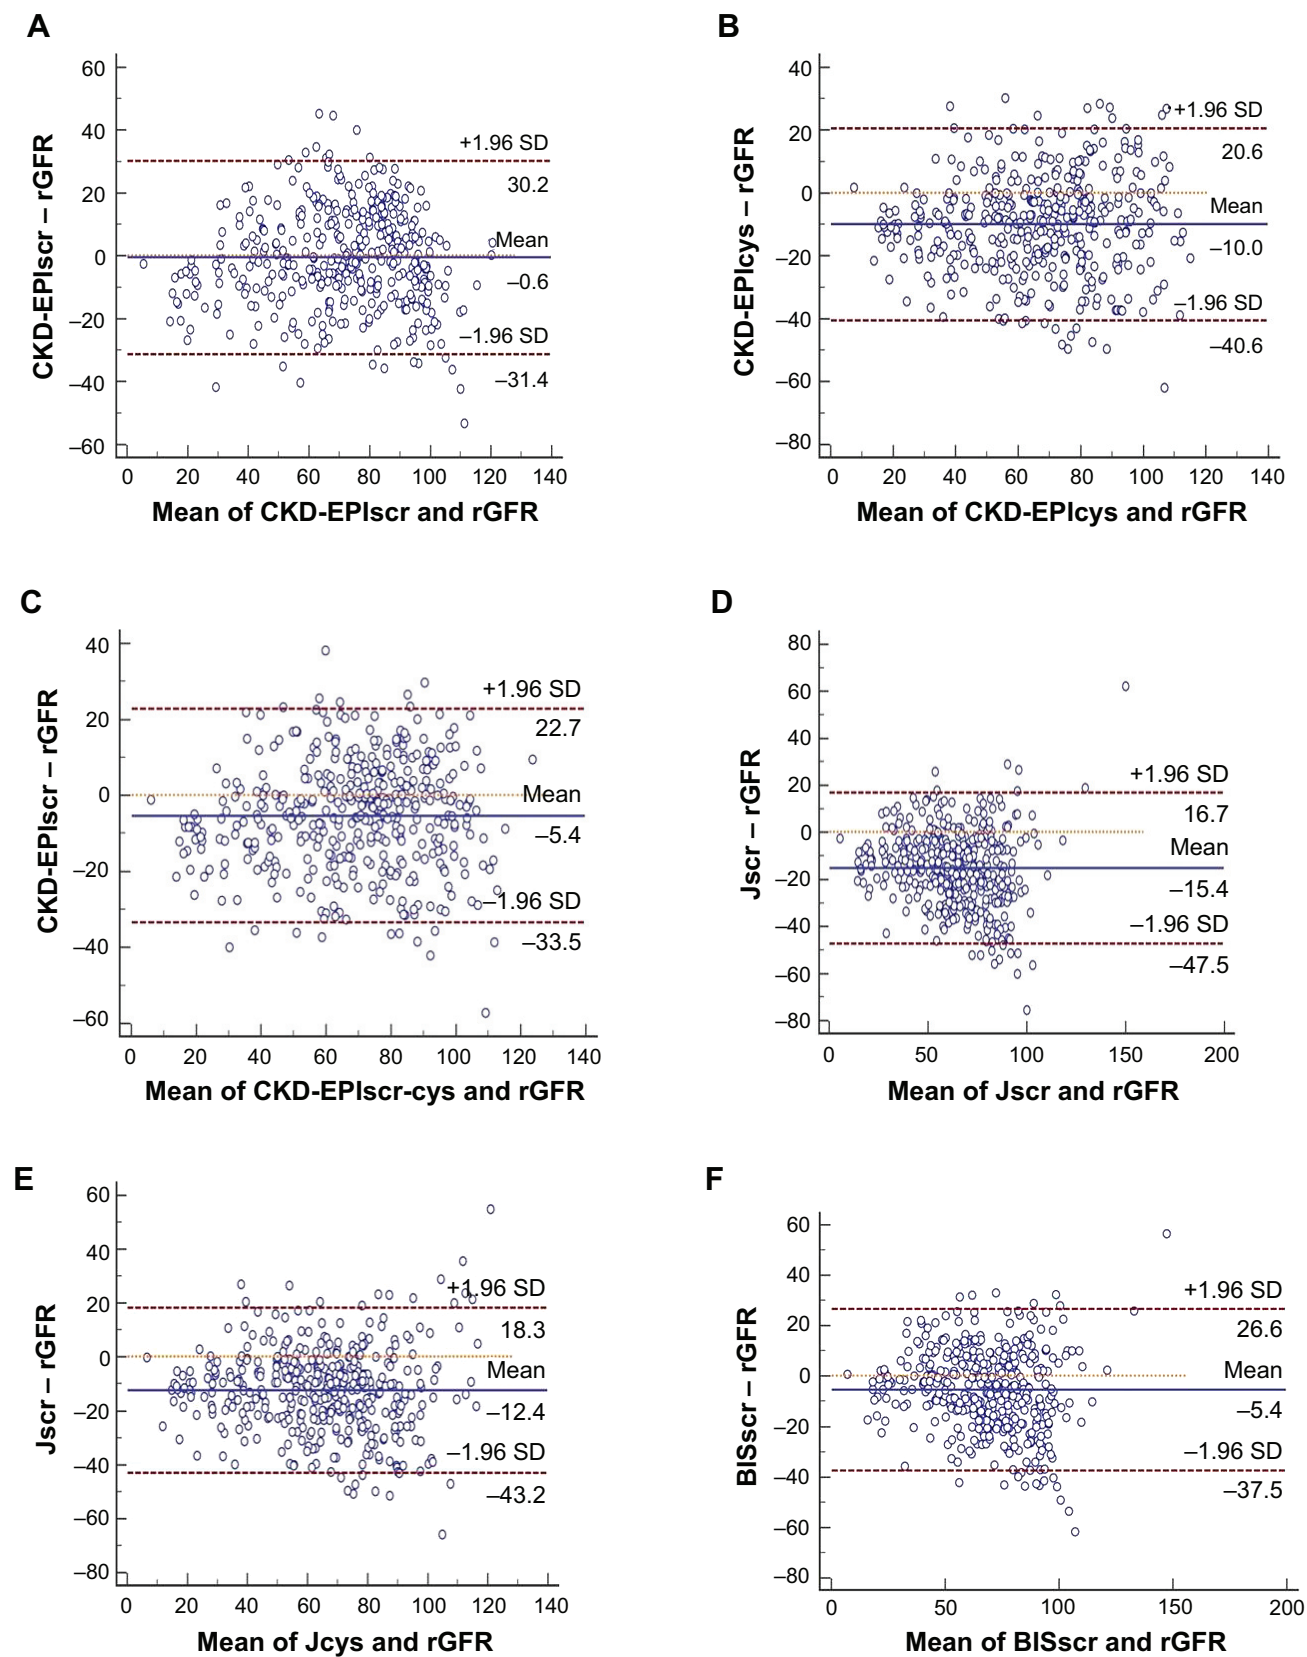 A
CKD-EPIscr – rGFR
60
40
20
0
–20
–40
–60
+1.96 SD
30.2
Mean
–0.6
–1.96 SD
–31.4
0 20 40 60 80 100 120 140
Mean of CKD-EPIscr and rGFR
B
CKD-EPIcys – rGFR
40
20
0
–20
–40
–60
–80
+1.96 SD
20.6
Mean
–10.0
–1.96 SD
–40.6
0 20 40 60 80 100 120 140
Mean of CKD-EPIcys and rGFR
C
CKD-EPIscr – rGFR
40
20
0
–20
–40
–60
+1.96 SD
22.7
Mean
–5.4
–1.96 SD
–33.5
0 20 40 60 80 100 120 140
Mean of CKD-EPIscr-cys and rGFR
D
Jscr – rGFR
80
60
40
20
0
–20
–40
–60
–80
+1.96 SD
16.7
Mean
–15.4
–1.96 SD
–47.5
0 50 100 150 200
Mean of Jscr and rGFR
E
Jscr – rGFR
60
40
20
0
–20
–40
–60
–80
+1.96 SD
18.3
Mean
–12.4
–1.96 SD
–43.2
0 20 40 60 80 100 120 140
Mean of Jcys and rGFR
F
BISscr – rGFR
60
40
20
0
–20
–40
–60
–80
+1.96 SD
26.6
Mean
–5.4
–1.96 SD
–37.5
0 50 100 150 200
Mean of BISscr and rGFR